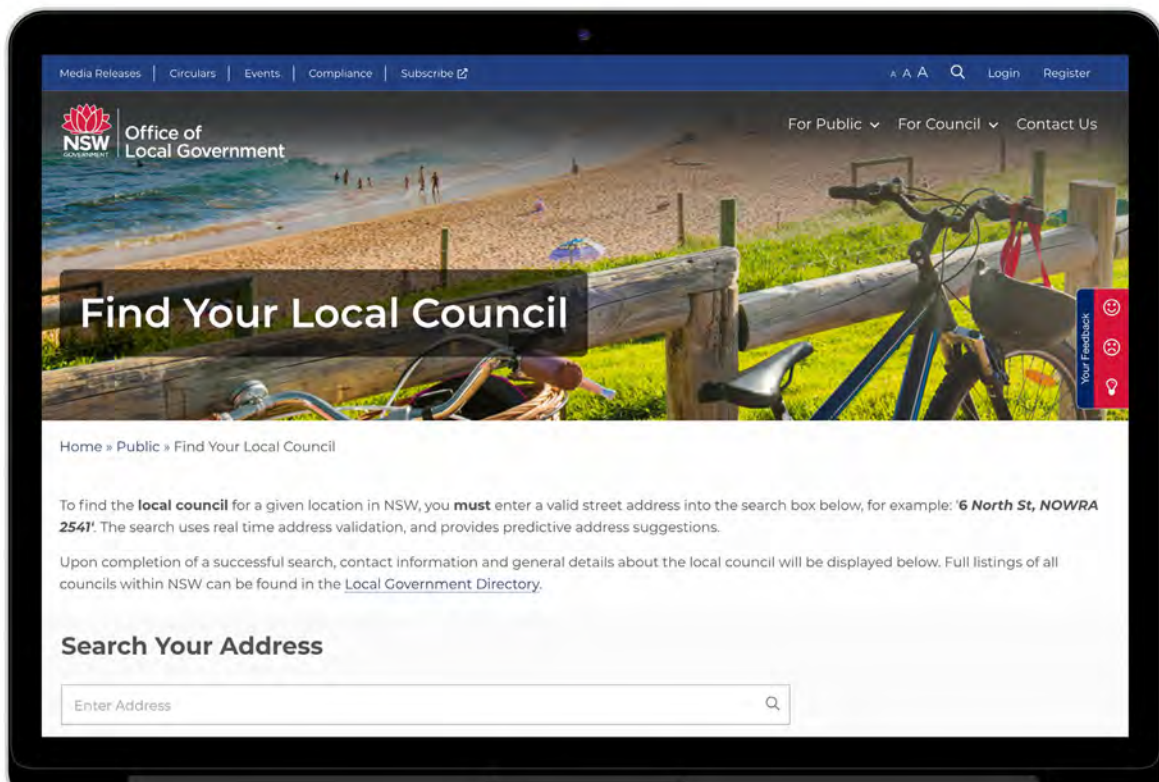 Media Releases | Circulars | Events | Compliance | Subscribe
A A A Login Register
NSW
GOVERNMENT
Office of
Local Government
For Public For Council Contact Us
Find Your Local Council
Your Feedback
Home » Public » Find Your Local Council
To find the local council for a given location in NSW, you must enter a valid street address into the search box below, for example: '6 North St, NOWRA
2541'. The search uses real time address validation, and provides predictive address suggestions.
Upon completion of a successful search, contact information and general details about the local council will be displayed below. Full listings of all
councils within NSW can be found in the Local Government Directory.
Search Your Address
Enter Address